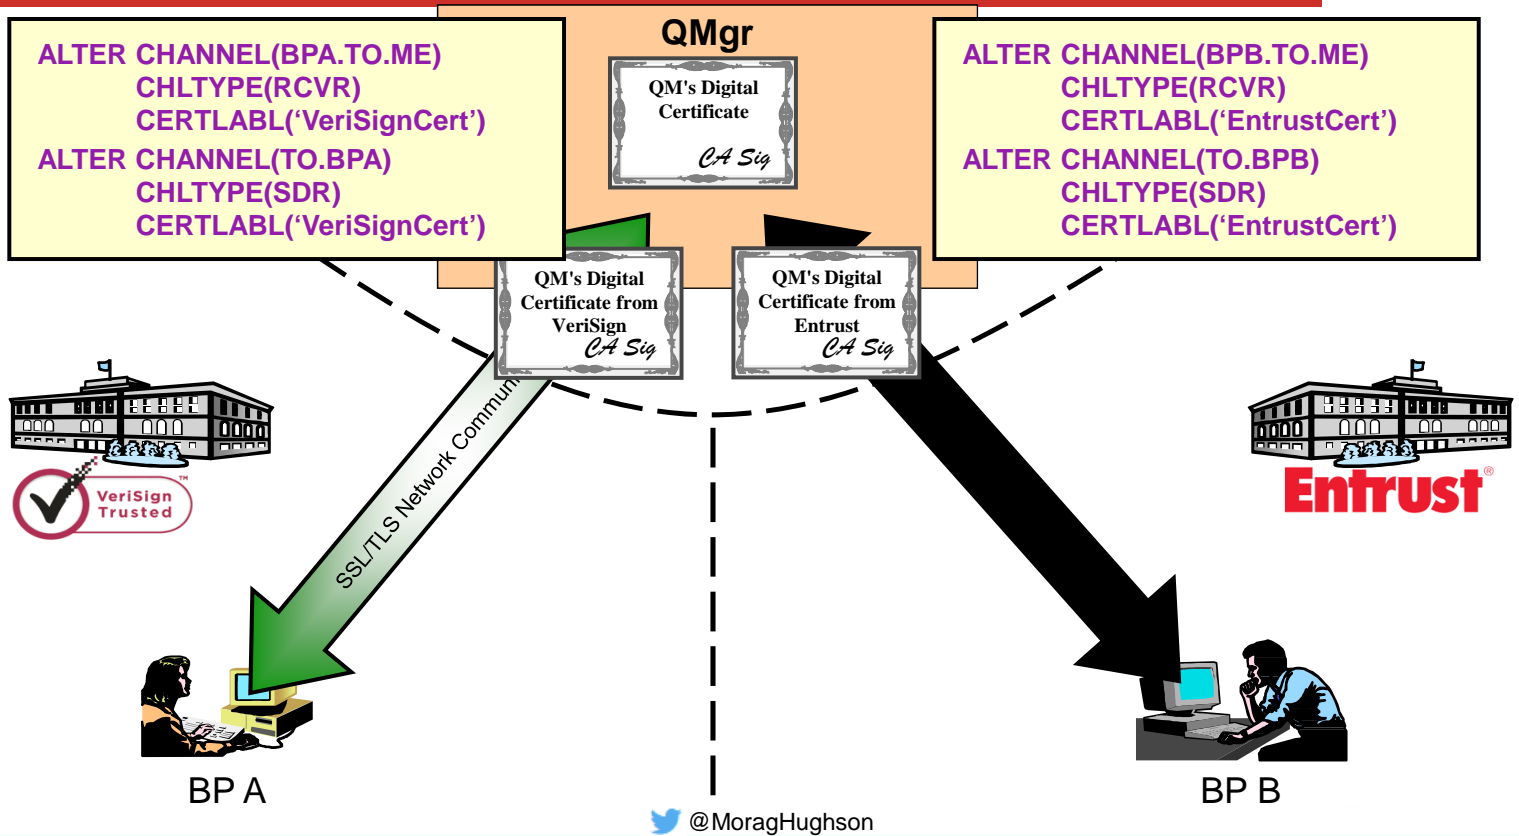 QMgr
ALTER CHANNEL(BPA.TO.ME)
CHLTYPE(RCVR)
CERTLABL(‘VeriSignCert’)
ALTER CHANNEL(TO.BPA)
CHLTYPE(SDR)
CERTLABL(‘VeriSignCert’)
QM's Digital
Certificate
CA Sig
ALTER CHANNEL(BPB.TO.ME)
CHLTYPE(RCVR)
CERTLABL(‘EntrustCert’)
ALTER CHANNEL(TO.BPB)
CHLTYPE(SDR)
CERTLABL(‘EntrustCert’)
QM's Digital
Certificate from
VeriSign
CA Sig
QM's Digital
Certificate from
Entrust
CA Sig
SSL/TLS Network
VeriSign
Trusted
™
Entrust®
BP A
BP B
@MoragHughson